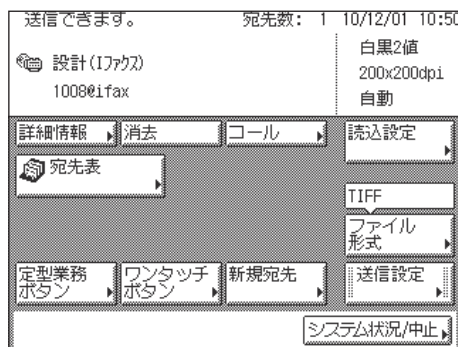 送信できます。 宛先数: 1 10/12/01 10:50
設計(Iファクス) 白黒2値
200x200dpi
1008@ifax 自動
詳細情報 消去 コール 読込設定
宛先表
TIFF
ファイル
形式
定型業務
ボタン ワンタッチ
ボタン 新規宛先 送信設定
システム状況/中止